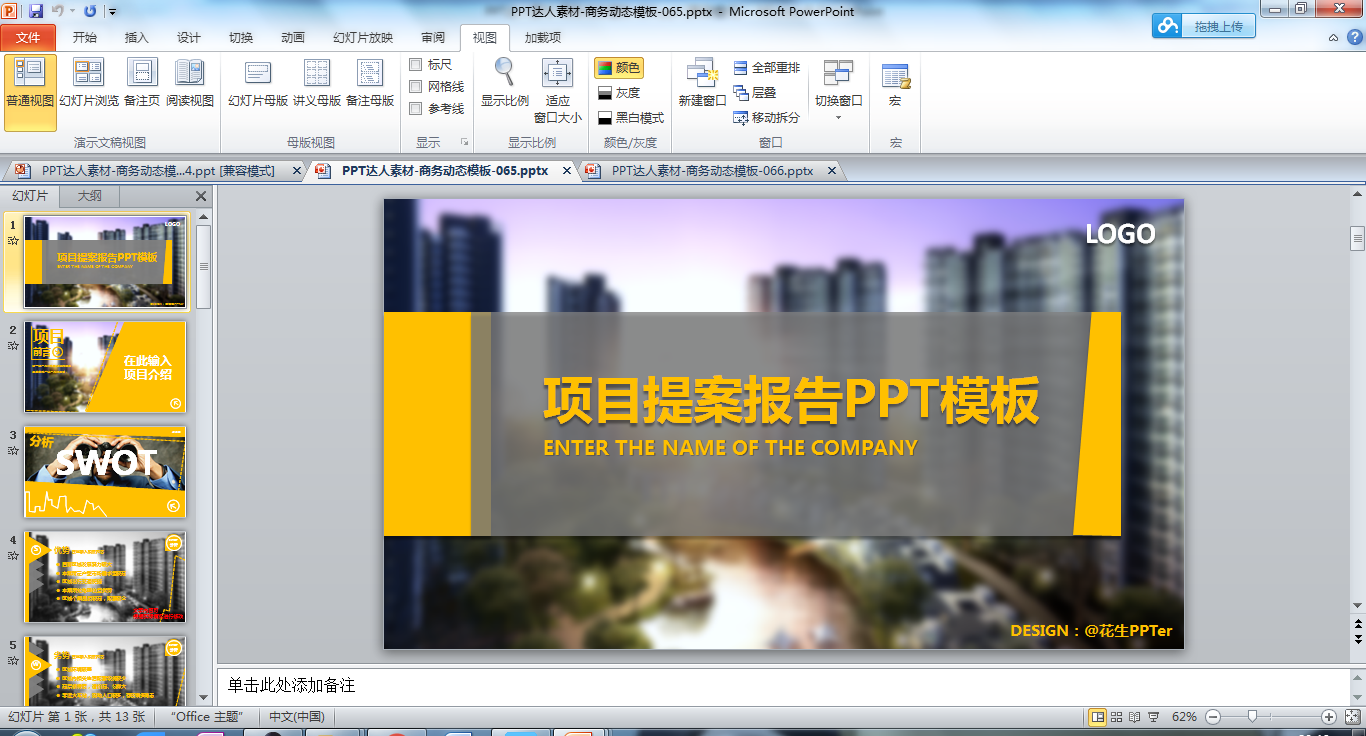 PPT达人素材-商务动态模板-065.pptx - Microsoft PowerPoint
拖拽上传
文件 开始 插入 设计 切换 动画 幻灯片放映 审阅 视图 加载项
普通视图 幻灯片浏览 备注页 阅读视图
演示文稿视图
幻灯片母版 讲义母版 备注母版
母版视图
标尺
网格线
参考线
显示
显示比例 适应
窗口大小
显示比例
颜色
灰度
黑白模式
颜色/灰度
新建窗口
全部重排
层叠
移动拆分
切换窗口
窗口
宏
宏
PPT达人素材-商务动态模...4.ppt [兼容模式]
PPT达人素材-商务动态模板-065.pptx
PPT达人素材-商务动态模板-066.pptx
幻灯片 大纲
1
LOGO
项目提案报告PPT模板
ENTER THE NAME OF THE COMPANY
2
项目
前言
在此输入
项目介绍
3
分析
SWOT
4
5
LOGO
项目提案报告PPT模板
ENTER THE NAME OF THE COMPANY
DESIGN：@花生PPTer
单击此处添加备注
幻灯片 第 1 张，共 13 张 “Office 主题” 中文(中国) 62%